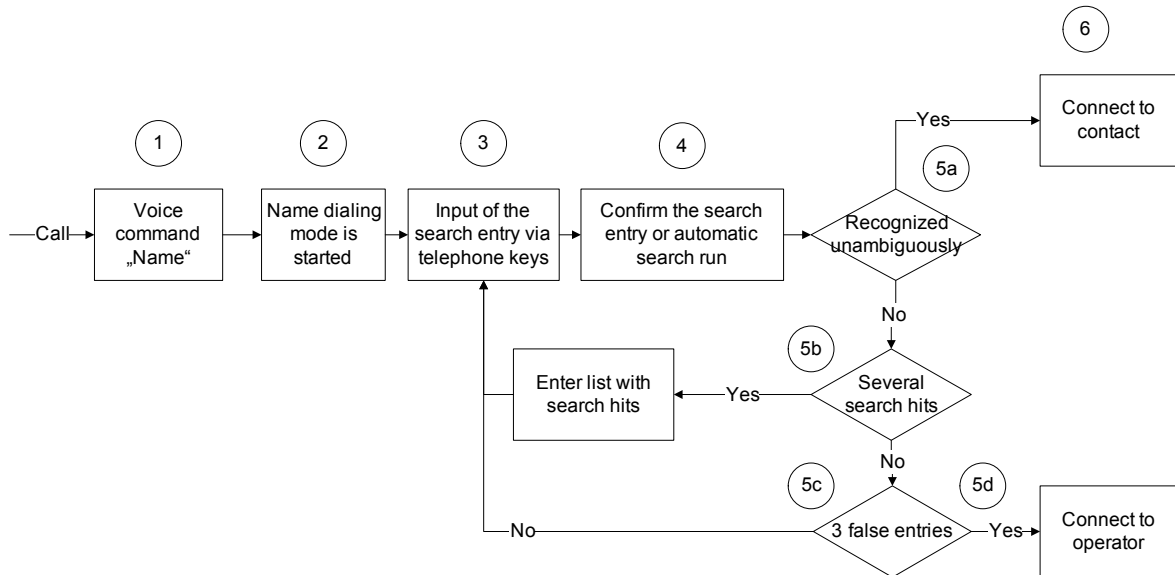 6
Connect to
contact
Yes
1
2
3
4
5a
Call
Voice
command
„Name“
Name dialing
mode is
started
Input of the
search entry via
telephone keys
Confirm the search
entry or automatic
search run
Recognized
unambiguously
No
5b
Enter list with
search hits
Yes
Several
search hits
No
5c
5d
No
3 false entries
Yes
Connect to
operator